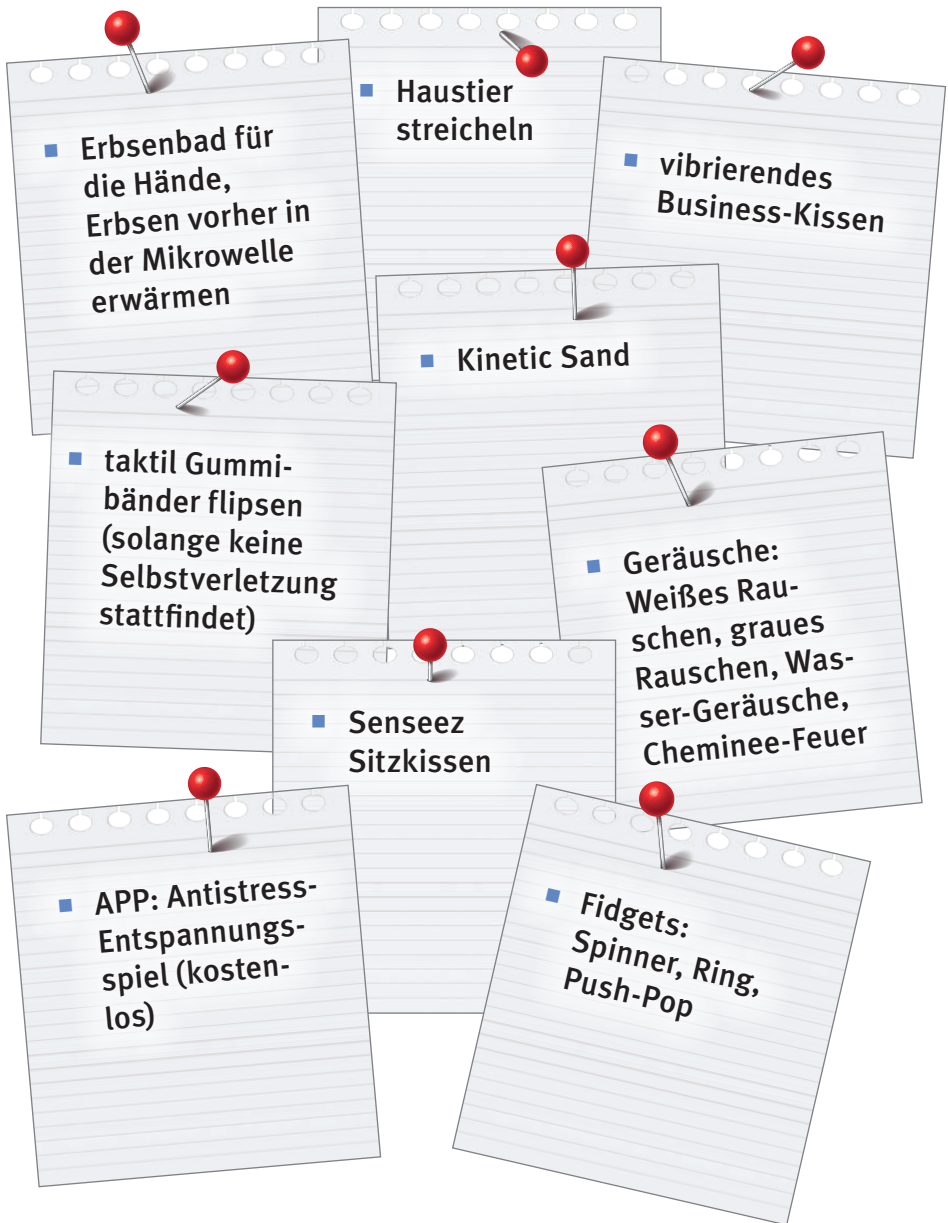 ▪ Erbsenbad für
die Hände,
Erbsen vorher in
der Mikrowelle
erwärmen
▪ Haustier
streicheln
▪ vibrierendes
Business-Kissen
▪ Kinetic Sand
▪ taktil Gummi-
bänder flipsen
(solange keine
Selbstverletzung
stattfindet)
▪ Geräusche:
Weißes Rau-
schen, graues
Rauschen, Was-
ser-Geräusche,
Cheminee-Feuer
▪ Senseez
Sitzkissen
▪ APP: Antistress-
Entspannungs-
spiel (kosten-
los)
▪ Fidgets:
Spinner, Ring,
Push-Pop